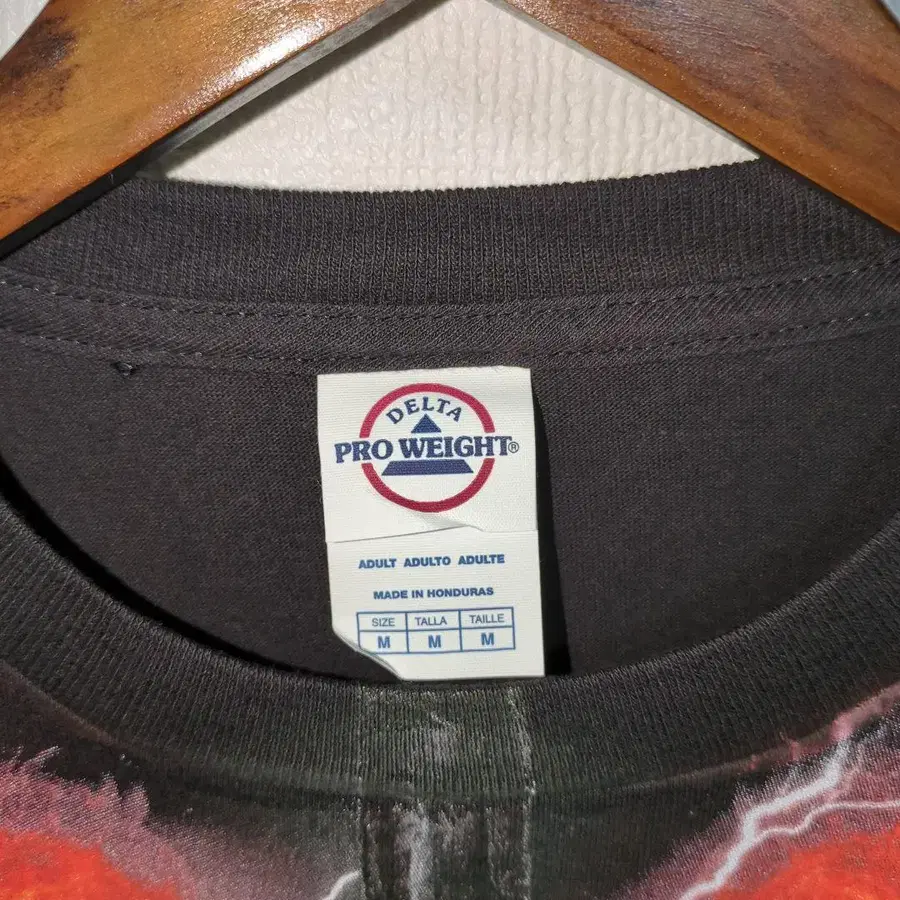 DELTA
PRO WEIGHT®
ADULT ADULTO ADULTE
MADE IN HONDURAS
SIZE TALLA TAILLE
M M M